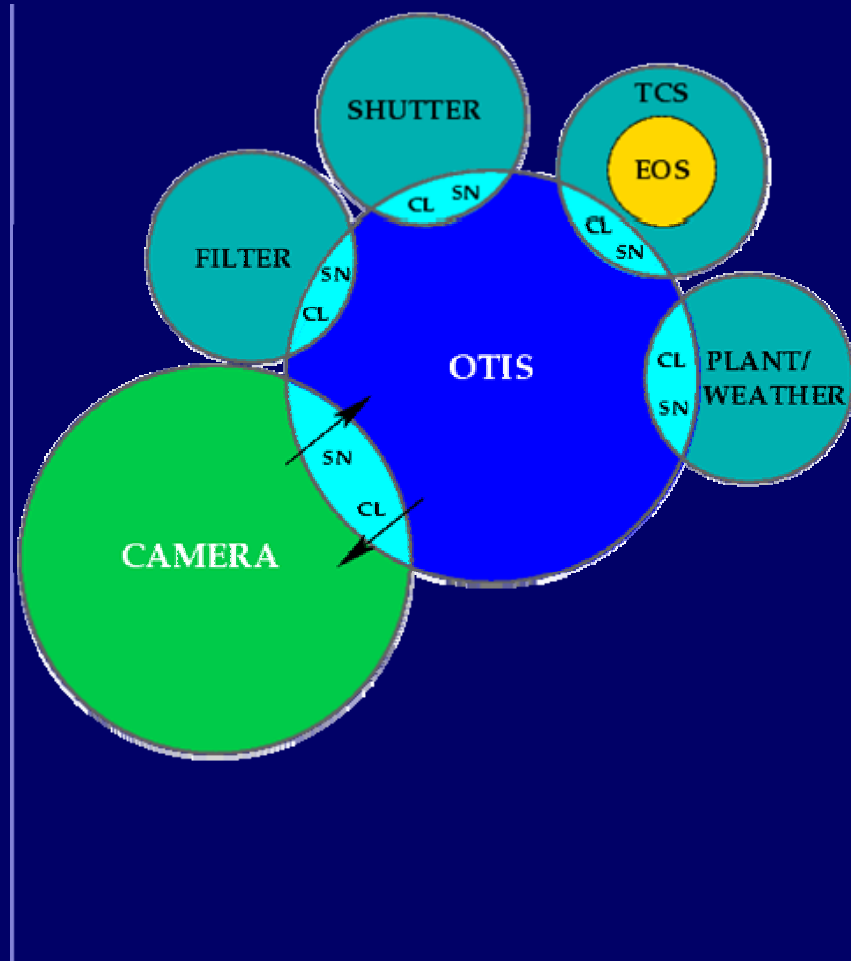 SHUTTER
CL SN
TCS
EOS
CL
SN
FILTER
SN
CL
OTIS
CL
SN
PLANT/
WEATHER
SN
CL
CAMERA